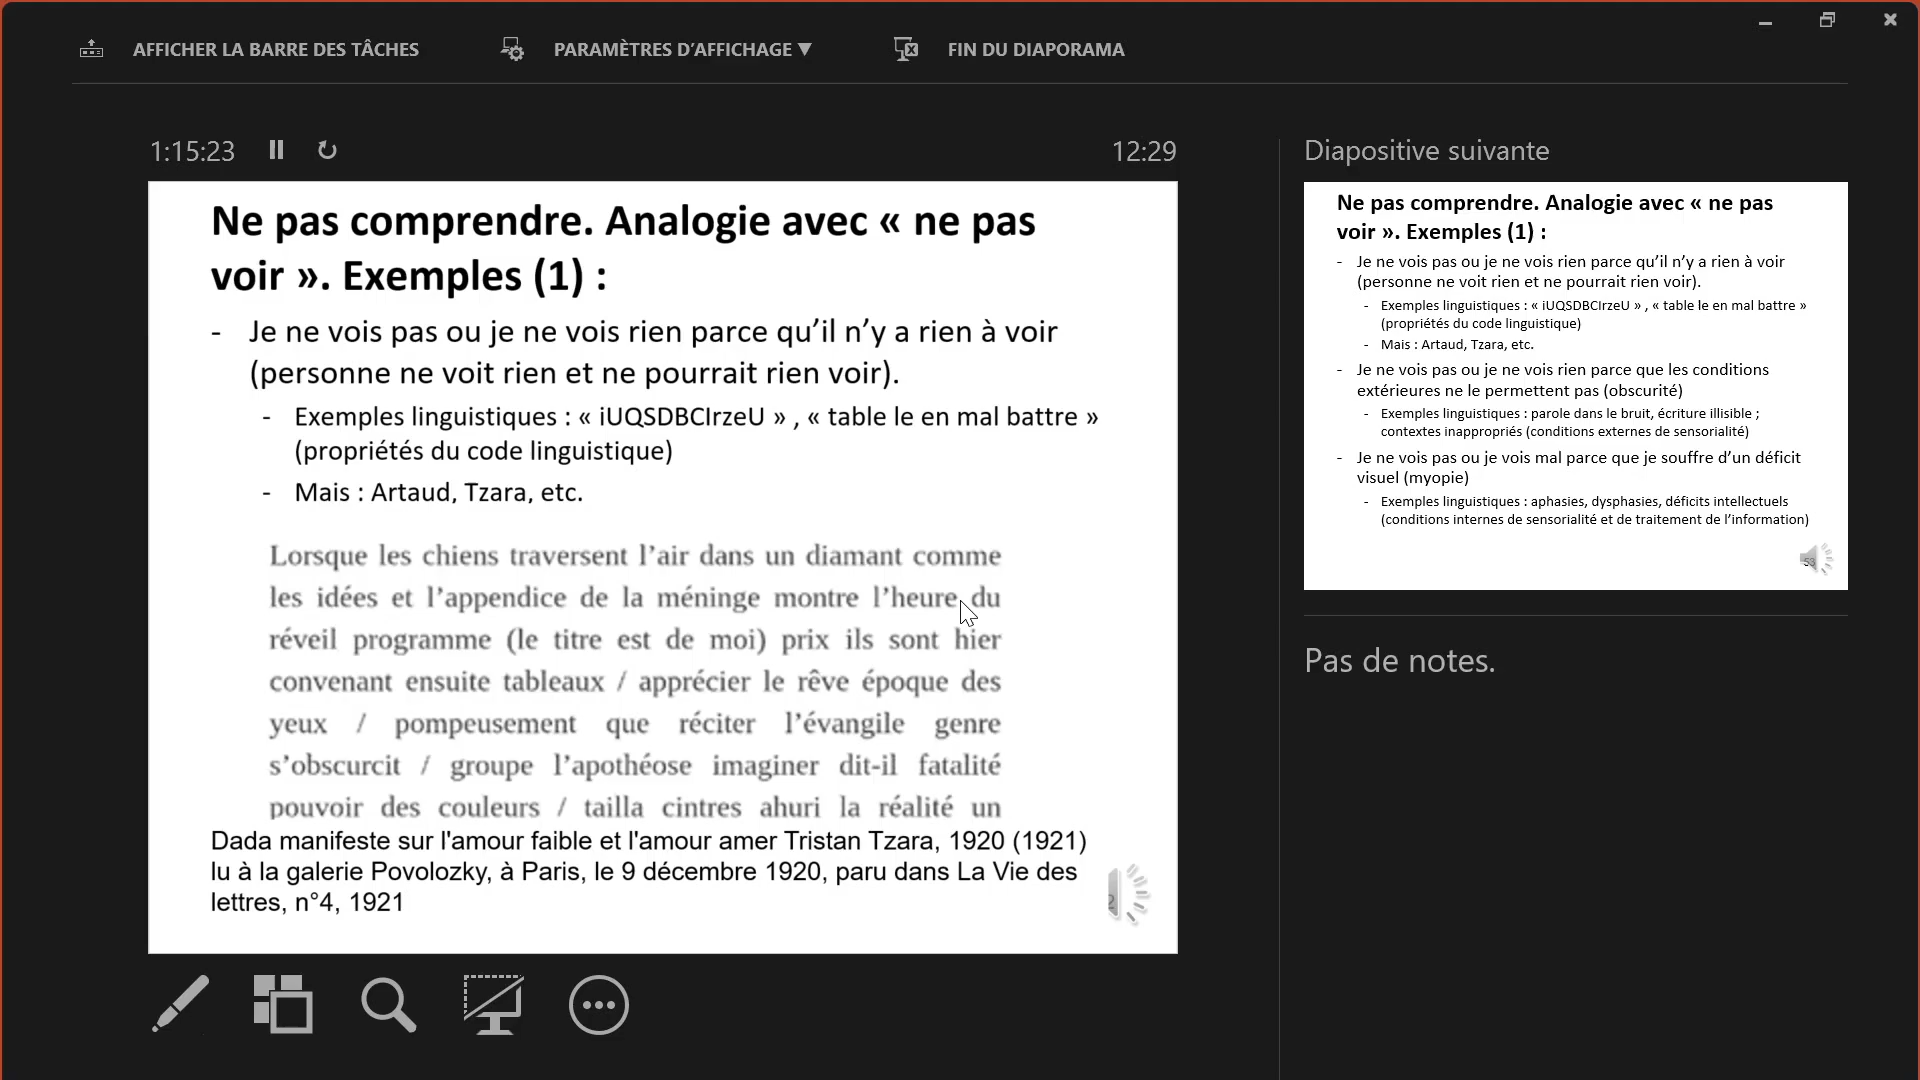 AFFICHER LA BARRE DES TÂCHES
PARAMÈTRES D’AFFICHAGE ▼
FIN DU DIAPORAMA
1:15:23
12:29
Ne pas comprendre. Analogie avec « ne pas
voir ». Exemples (1) :
- Je ne vois pas ou je ne vois rien parce qu’il n’y a rien à voir
(personne ne voit rien et ne pourrait rien voir).
- Exemples linguistiques : « iUQSDBCIrzeU » , « table le en mal battre »
(propriétés du code linguistique)
- Mais : Artaud, Tzara, etc.
Lorsque les chiens traversent l’air dans un diamant comme
les idées et l’appendice de la méninge montre l’heure du
réveil programme (le titre est de moi) prix ils sont hier
convenant ensuite tableaux / apprécier le rêve époque des
yeux / pompeusement que réciter l’évangile genre
s’obscurcit / groupe l’apothéose imaginer dit-il fatalité
pouvoir des couleurs / tailla cintres ahuri la réalité un
Dada manifeste sur l'amour faible et l'amour amer Tristan Tzara, 1920 (1921)
lu à la galerie Povolozky, à Paris, le 9 décembre 1920, paru dans La Vie des
lettres, n°4, 1921
Diapositive suivante
Ne pas comprendre. Analogie avec « ne pas
voir ». Exemples (1) :
- Je ne vois pas ou je ne vois rien parce qu’il n’y a rien à voir
(personne ne voit rien et ne pourrait rien voir).
- Exemples linguistiques : « iUQSDBCIrzeU » , « table le en mal battre »
(propriétés du code linguistique)
- Mais : Artaud, Tzara, etc.
- Je ne vois pas ou je ne vois rien parce que les conditions
extérieures ne le permettent pas (obscurité)
- Exemples linguistiques : parole dans le bruit, écriture illisible ;
contextes inappropriés (conditions externes de sensorialité)
- Je ne vois pas ou je vois mal parce que je souffre d’un déficit
visuel (myopie)
- Exemples linguistiques : aphasies, dysphasies, déficits intellectuels
(conditions internes de sensorialité et de traitement de l’information)
53
Pas de notes.